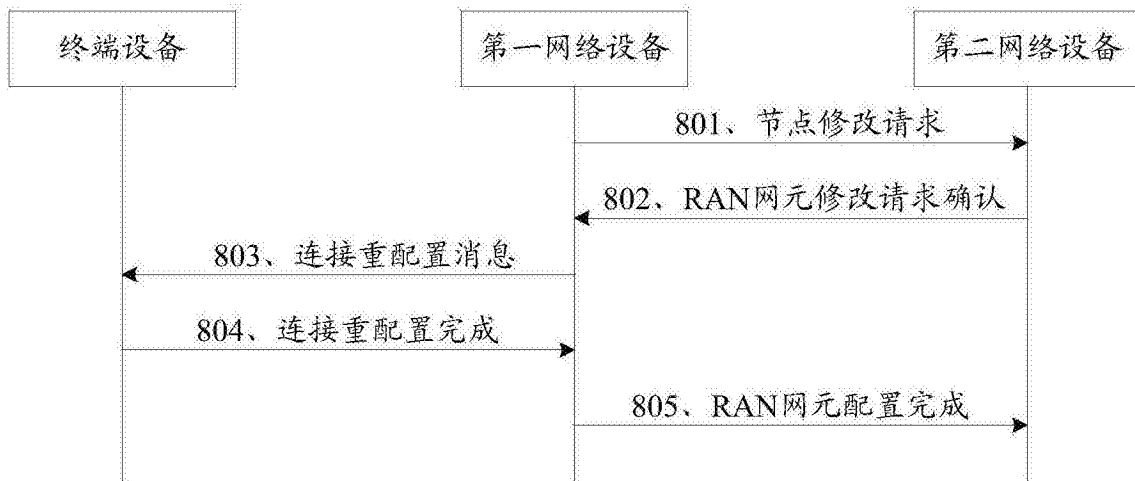 终端设备
第一网络设备
第二网络设备
801、节点修改请求
802、RAN网元修改请求确认
803、连接重配置消息
804、连接重配置完成
805、RAN网元配置完成